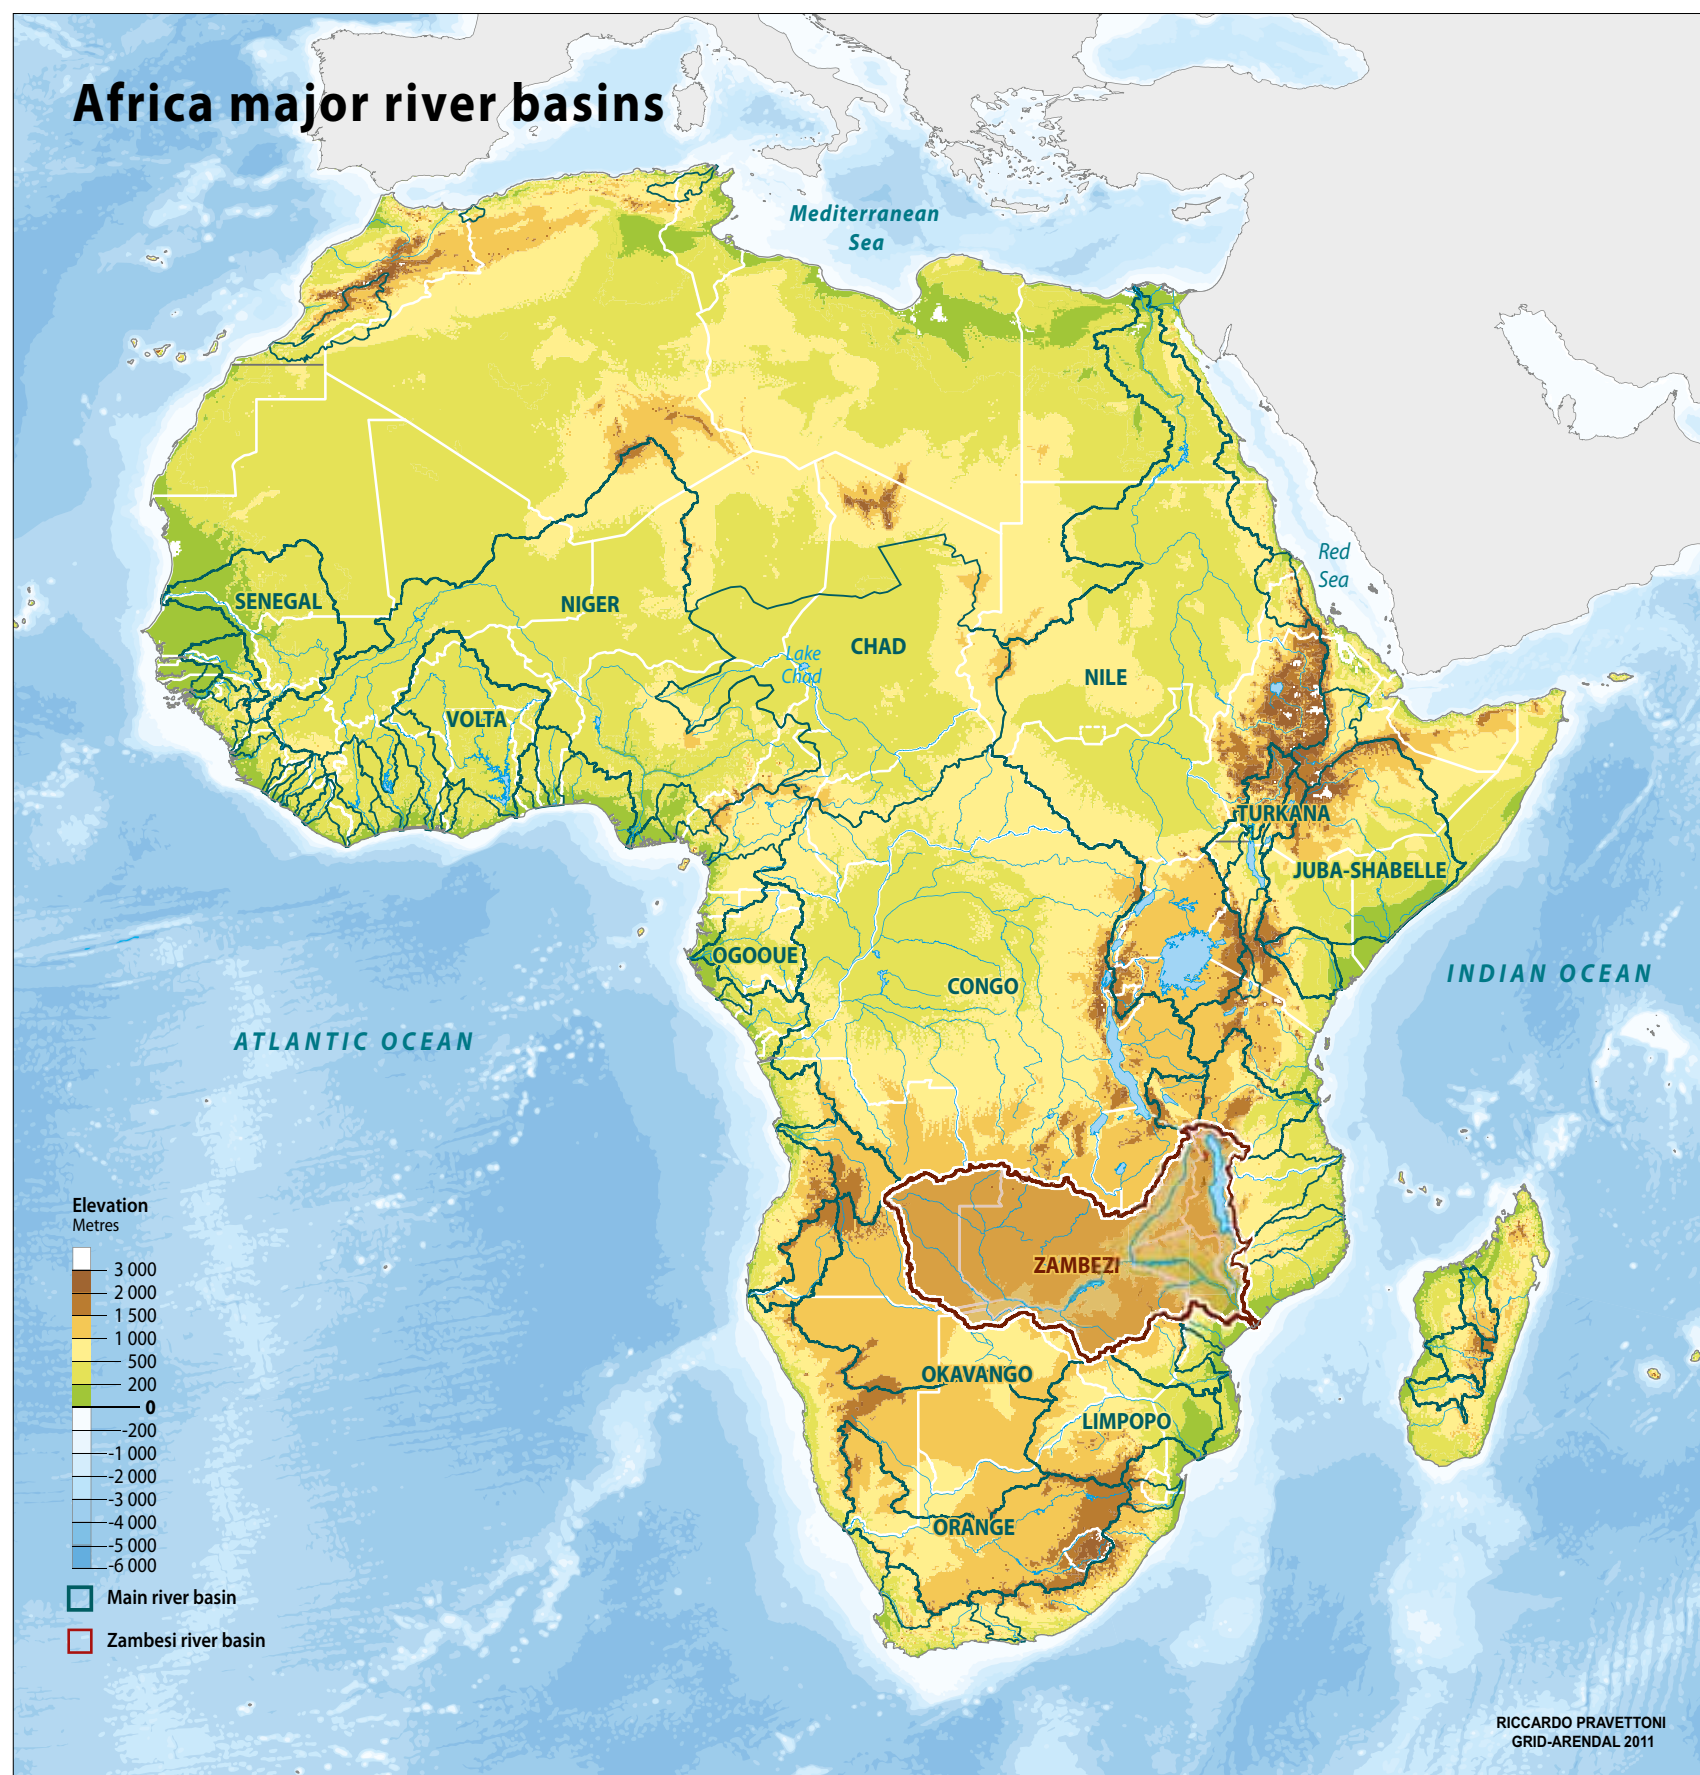 Africa major river basins
Mediterranean
Sea
Red
Sea
SENEGAL
NIGER
CHAD
Lake
Chad
NILE
VOLTA
TURKANA
JUBA-SHABELLE
OGOOUE
CONGO
INDIAN OCEAN
ATLANTIC OCEAN
ZAMBEZI
OKAVANGO
LIMPOPO
ORANGE
Elevation
Metres
3 000
2 000
1 500
1 000
500
200
0
-200
-1 000
-2 000
-3 000
-4 000
-5 000
-6 000
Main river basin
Zambesi river basin
RICCARDO PRAVETTONI
GRID-ARENDAL 2011